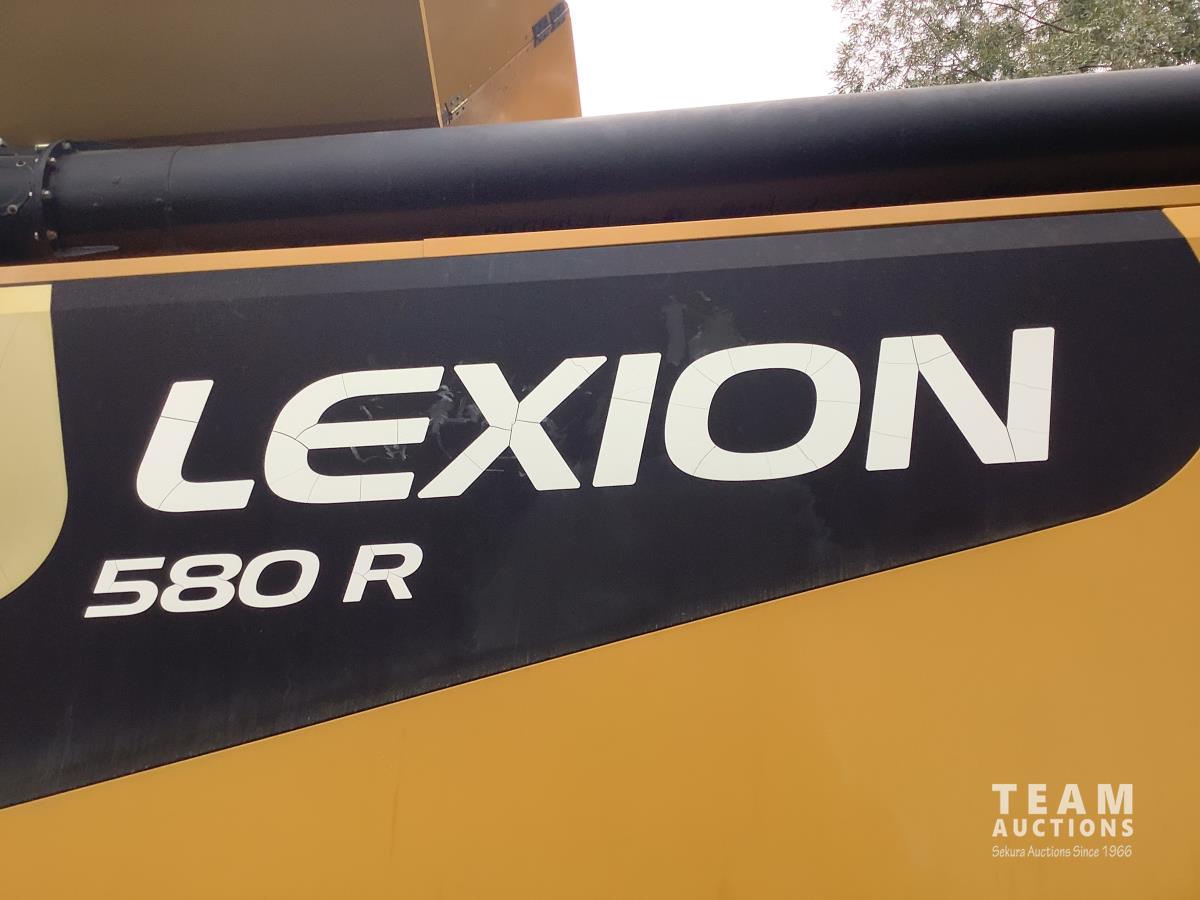 LEXION
580 R
TEAM
AUCTIONS
Sekura Auctions Since 1966